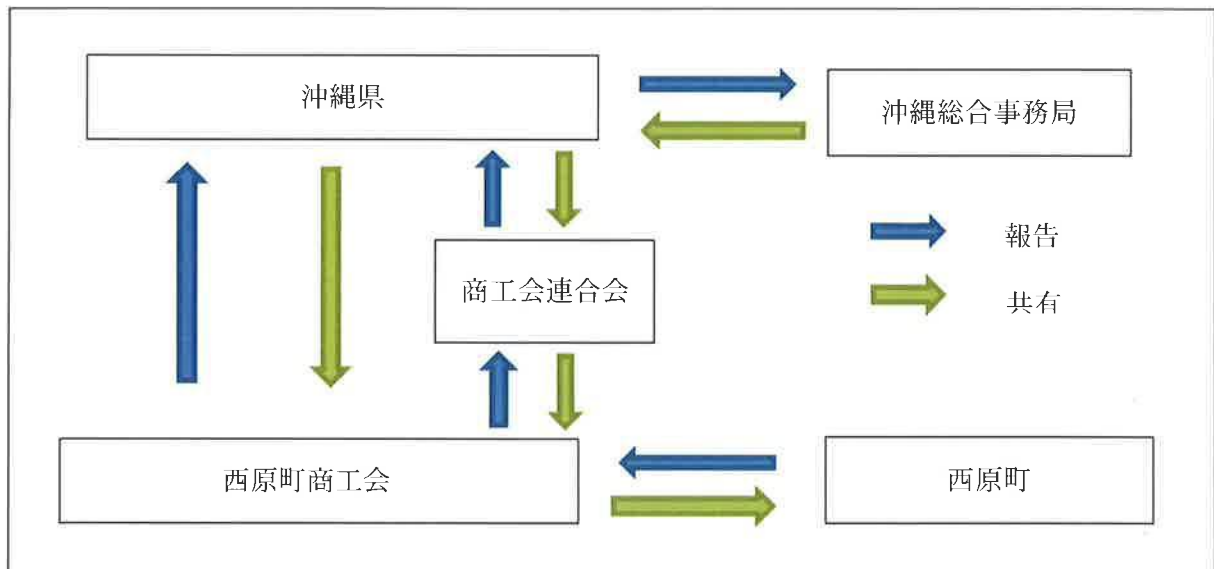 沖縄県
沖縄総合事務局
報告
商工会連合会
共有
西原町商工会
西原町